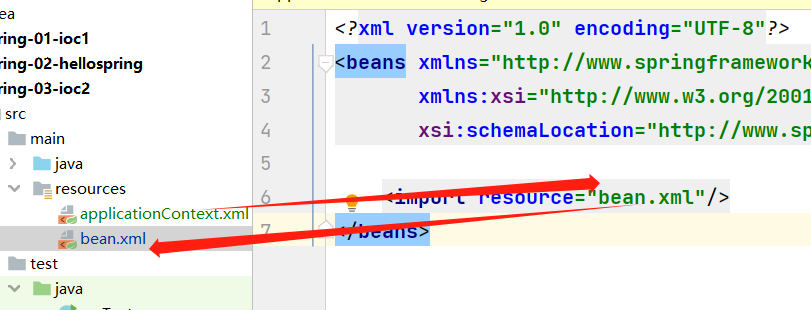 ea
ring-01-ioc1
ring-02-hellospring
ring-03-ioc2
src
main
java
resources
applicationContext.xml
bean.xml
test
java
1 <?xml version="1.0" encoding="UTF-8"?>
2 <beans xmlns="http://www.springframework
3 xmlns:xsi="http://www.w3.org/2001
4 xsi:schemaLocation="http://www.sp
5
6 <import resource="bean.xml"/>
7 </beans>